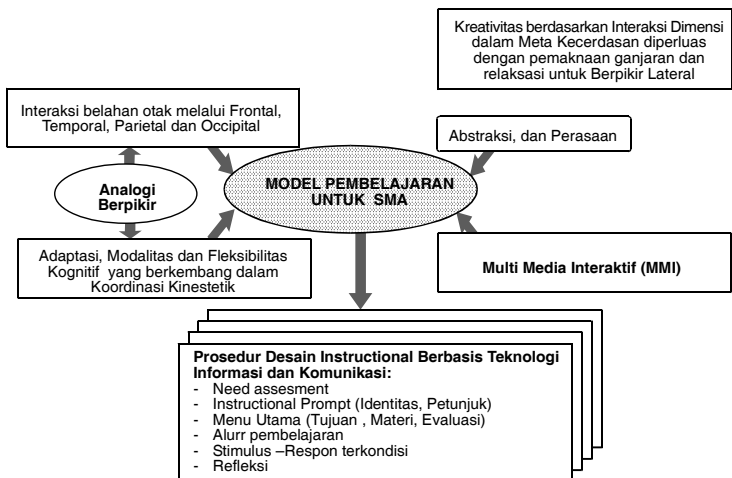 Kreativitas berdasarkan Interaksi Dimensi
dalam Meta Kecerdasan diperluas
dengan pemaknaan ganjaran dan
relaksasi untuk Berpikir Lateral
Interaksi belahan otak melalui Frontal,
Temporal, Parietal dan Occipital
Abstraksi, dan Perasaan
Analogi
Berpikir
MODEL PEMBELAJARAN
UNTUK SMA
Adaptasi, Modalitas dan Fleksibilitas
Kognitif yang berkembang dalam
Koordinasi Kinestetik
Multi Media Interaktif (MMI)
Prosedur Desain Instructional Berbasis Teknologi
Informasi dan Komunikasi:
- Need assesment
- Instructional Prompt (Identitas, Petunjuk)
- Menu Utama (Tujuan , Materi, Evaluasi)
- Alurr pembelajaran
- Stimulus –Respon terkondisi
- Refleksi